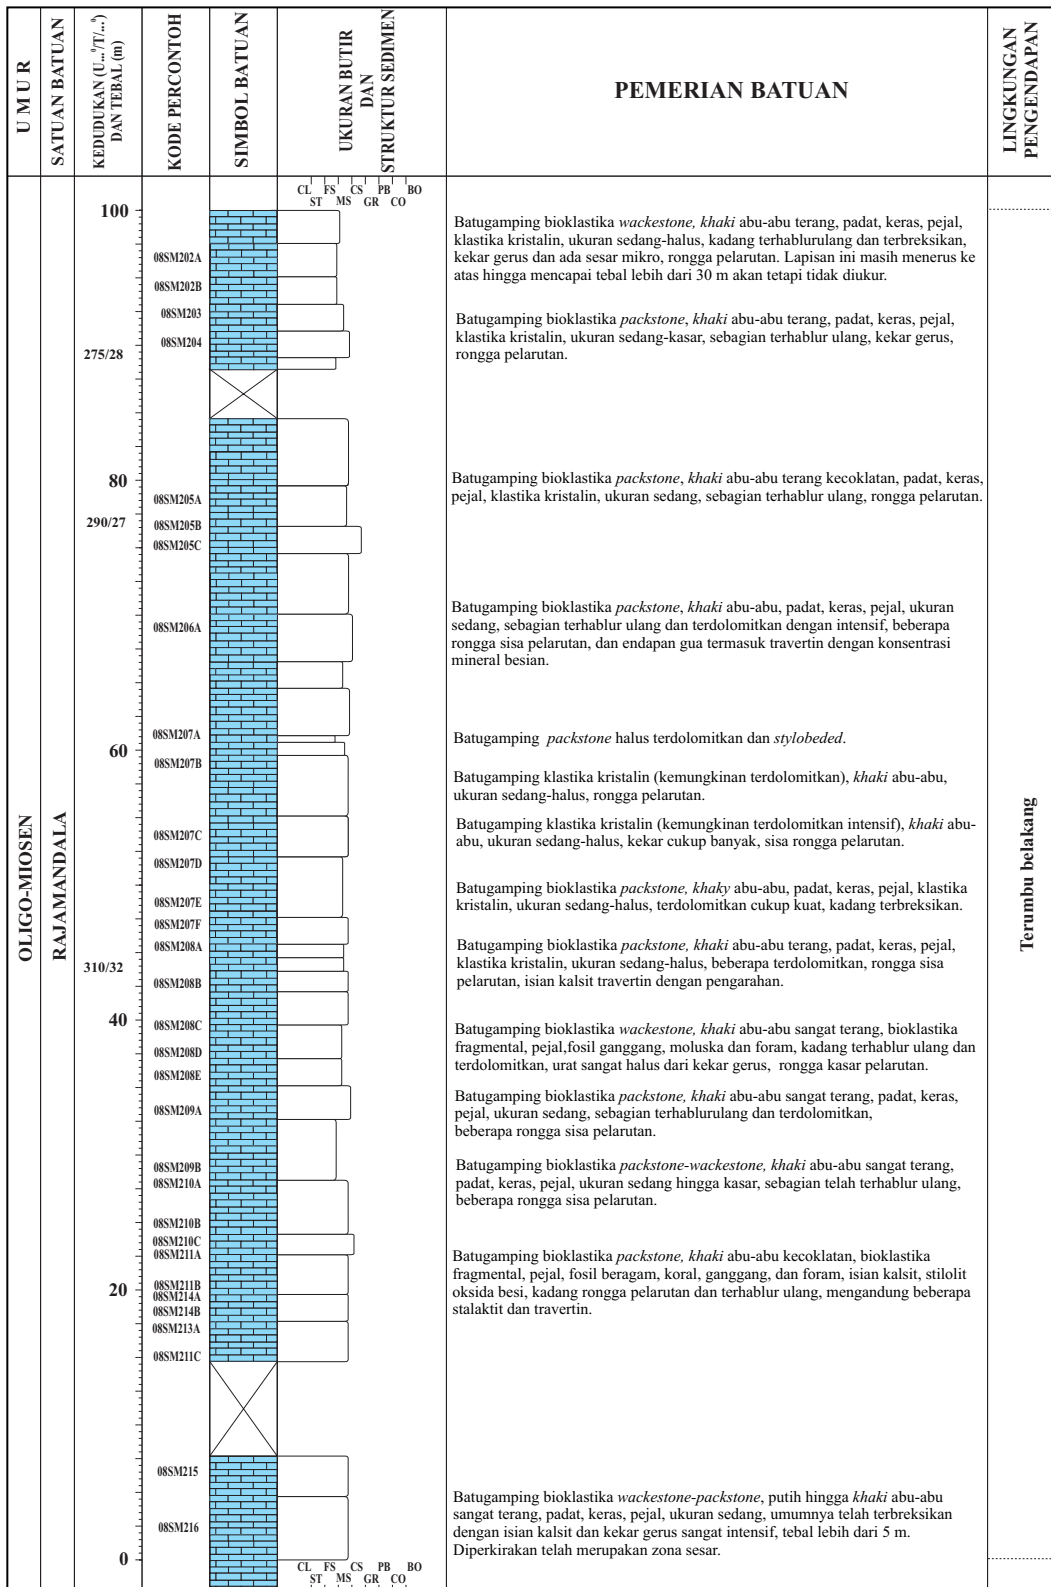 UMUR
SATUAN BATUAN
KEDUDUKAN (U...⁰/T/...⁰)
DAN TEBAL (m)
KODE PERCONTOH
SIMBOL BATUAN
UKURAN BUTIR
DAN
STRUKTUR SEDIMEN
PEMERIAN BATUAN
LINGKUNGAN
PENGENDAPAN
CL FS CS PB BO
ST MS GR CO
OLIGO-MIOSEN
RAJAMANDALA
100
08SM202A
08SM202B
08SM203
08SM204
275/28
80
08SM205A
290/27
08SM205B
08SM205C
08SM206A
08SM207A
60
08SM207B
08SM207C
08SM207D
08SM207E
08SM207F
08SM208A
310/32
08SM208B
40
08SM208C
08SM208D
08SM208E
08SM209A
08SM209B
08SM210A
08SM210B
08SM210C
08SM211A
08SM211B
20
08SM214A
08SM214B
08SM213A
08SM211C
08SM215
08SM216
0
CL FS CS PB BO
ST MS GR CO
Batugamping bioklastika wackestone, khaki abu-abu terang, padat, keras, pejal,
klastika kristalin, ukuran sedang-halus, kadang terhablurulang dan terbreksikan,
kekar gerus dan ada sesar mikro, rongga pelarutan. Lapisan ini masih menerus ke
atas hingga mencapai tebal lebih dari 30 m akan tetapi tidak diukur.
Batugamping bioklastika packstone, khaki abu-abu terang, padat, keras, pejal,
klastika kristalin, ukuran sedang-kasar, sebagian terhablur ulang, kekar gerus,
rongga pelarutan.
Batugamping bioklastika packstone, khaki abu-abu terang kecoklatan, padat, keras,
pejal, klastika kristalin, ukuran sedang, sebagian terhablur ulang, rongga pelarutan.
Batugamping bioklastika packstone, khaki abu-abu, padat, keras, pejal, ukuran
sedang, sebagian terhablur ulang dan terdolomitkan dengan intensif, beberapa
rongga sisa pelarutan, dan endapan gua termasuk travertin dengan konsentrasi
mineral besian.
Batugamping packstone halus terdolomitkan dan stylobeded.
Batugamping klastika kristalin (kemungkinan terdolomitkan), khaki abu-abu,
ukuran sedang-halus, rongga pelarutan.
Batugamping klastika kristalin (kemungkinan terdolomitkan intensif), khaki abu-
abu, ukuran sedang-halus, kekar cukup banyak, sisa rongga pelarutan.
Batugamping bioklastika packstone, khaky abu-abu, padat, keras, pejal, klastika
kristalin, ukuran sedang-halus, terdolomitkan cukup kuat, kadang terbreksikan.
Batugamping bioklastika packstone, khaki abu-abu terang, padat, keras, pejal,
klastika kristalin, ukuran sedang-halus, beberapa terdolomitkan, rongga sisa
pelarutan, isian kalsit travertin dengan pengarahan.
Batugamping bioklastika wackestone, khaki abu-abu sangat terang, bioklastika
fragmental, pejal,fosil ganggang, moluska dan foram, kadang terhablur ulang dan
terdolomitkan, urat sangat halus dari kekar gerus, rongga kasar pelarutan.
Batugamping bioklastika packstone, khaki abu-abu sangat terang, padat, keras,
pejal, ukuran sedang, sebagian terhablurulang dan terdolomitkan,
beberapa rongga sisa pelarutan.
Batugamping bioklastika packstone-wackestone, khaki abu-abu sangat terang,
padat, keras, pejal, ukuran sedang hingga kasar, sebagian telah terhablur ulang,
beberapa rongga sisa pelarutan.
Batugamping bioklastika packstone, khaki abu-abu kecoklatan, bioklastika
fragmental, pejal, fosil beragam, koral, ganggang, dan foram, isian kalsit, stilolit
oksida besi, kadang rongga pelarutan dan terhablur ulang, mengandung beberapa
stalaktit dan travertin.
Batugamping bioklastika wackestone-packstone, putih hingga khaki abu-abu
sangat terang, padat, keras, pejal, ukuran sedang, umumnya telah terbreksikan
dengan isian kalsit dan kekar gerus sangat intensif, tebal lebih dari 5 m.
Diperkirakan telah merupakan zona sesar.
Terumbu belakang